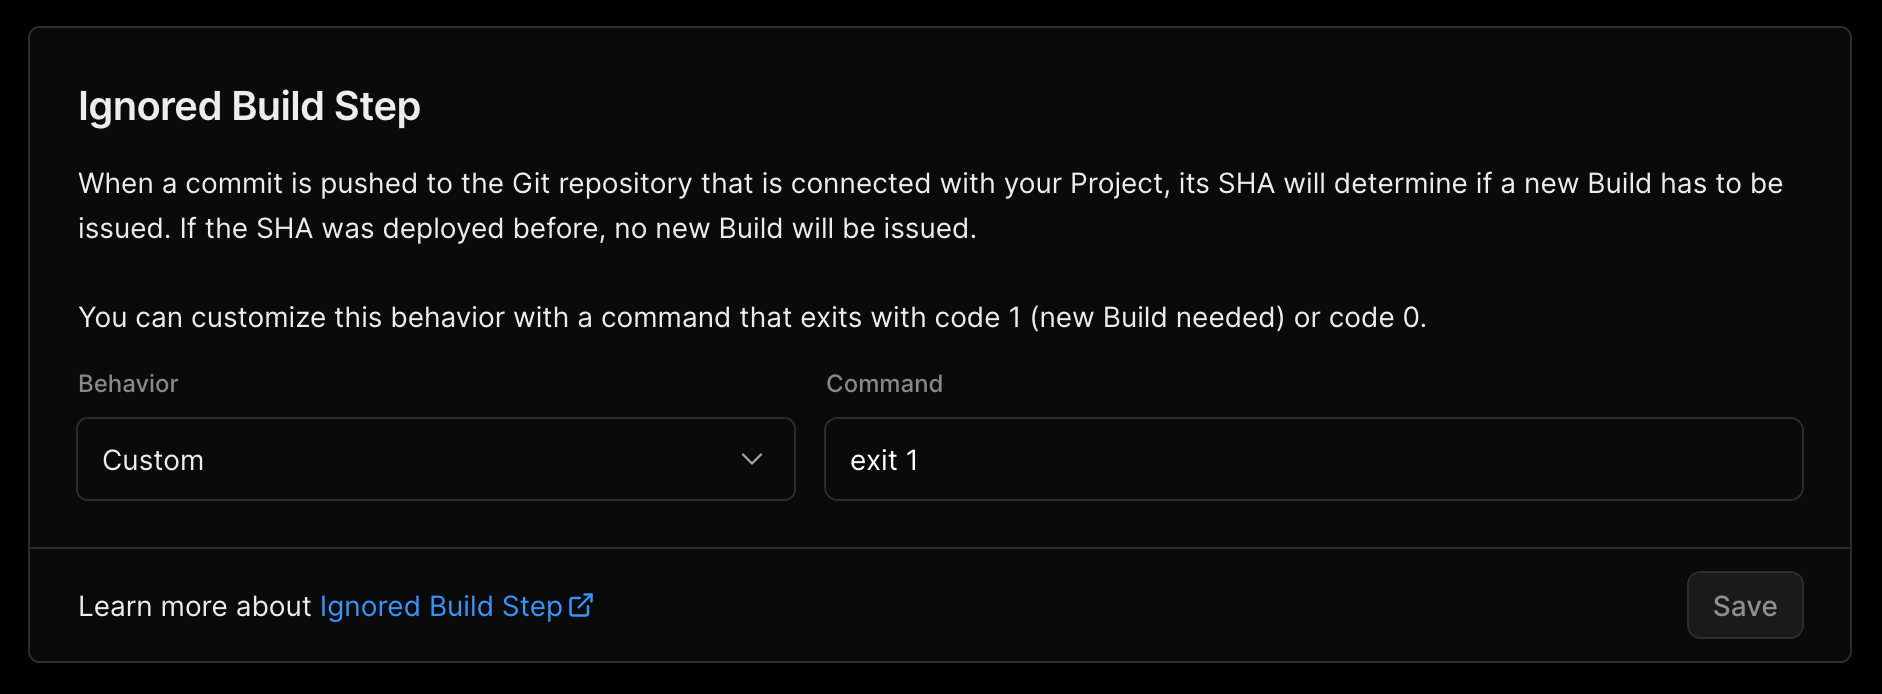 Ignored Build Step
When a commit is pushed to the Git repository that is connected with your Project, its SHA will determine if a new Build has to be
issued. If the SHA was deployed before, no new Build will be issued.
You can customize this behavior with a command that exits with code 1 (new Build needed) or code 0.
Behavior
Command
Custom
exit 1
Learn more about Ignored Build Step
Save